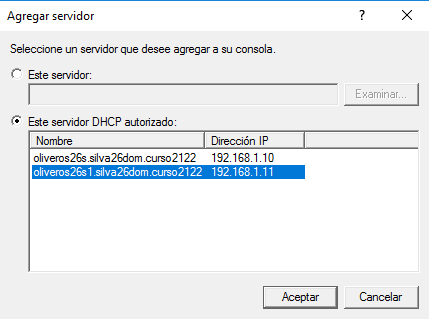 Agregar servidor
Seleccione un servidor que desee agregar a su consola.
Este servidor:
Examinar...
Este servidor DHCP autorizado:
Nombre Dirección IP
oliveros26s.silva26dom.curso2122 192.168.1.10
oliveros26s1.silva26dom.curso2122 192.168.1.11
Aceptar Cancelar